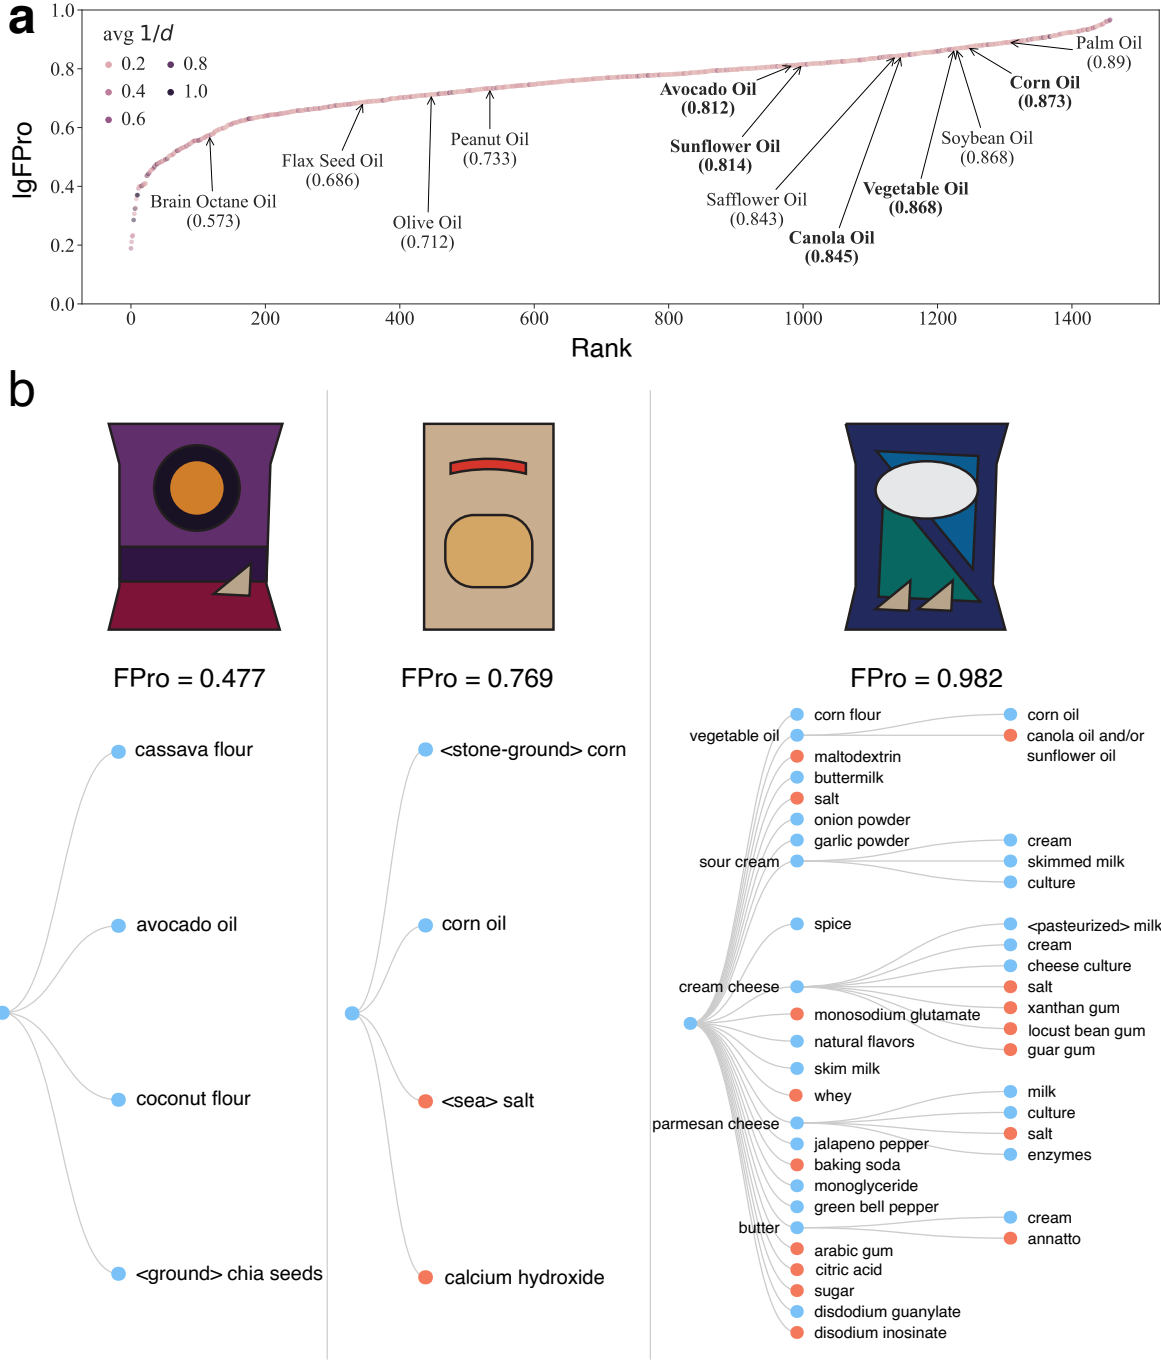 a
1.0
0.8
0.6
0.4
0.2
0.0
IgFPro
avg 1/d
0.2
0.8
0.4
1.0
0.6
Brain Octane Oil
(0.573)
Flax Seed Oil
(0.686)
Olive Oil
(0.712)
Peanut Oil
(0.733)
Avocado Oil
(0.812)
Sunflower Oil
(0.814)
Safflower Oil
(0.843)
Canola Oil
(0.845)
Vegetable Oil
(0.868)
Soybean Oil
(0.868)
Corn Oil
(0.873)
Palm Oil
(0.89)
0
200
400
600
800
1000
1200
1400
Rank
b
FPro = 0.477
cassava flour
avocado oil
coconut flour
<ground> chia seeds
FPro = 0.769
<stone-ground> corn
corn oil
<sea> salt
calcium hydroxide
FPro = 0.982
corn flour
vegetable oil
maltodextrin
buttermilk
salt
onion powder
garlic powder
sour cream
spice
cream cheese
monosodium glutamate
natural flavors
skim milk
whey
parmesan cheese
jalapeno pepper
baking soda
monoglyceride
green bell pepper
butter
arabic gum
citric acid
sugar
disdodium guanylate
disodium inosinate
corn oil
canola oil and/or
sunflower oil
cream
skimmed milk
culture
<pasteurized> milk
cream
cheese culture
salt
xanthan gum
locust bean gum
guar gum
milk
culture
salt
enzymes
cream
annatto